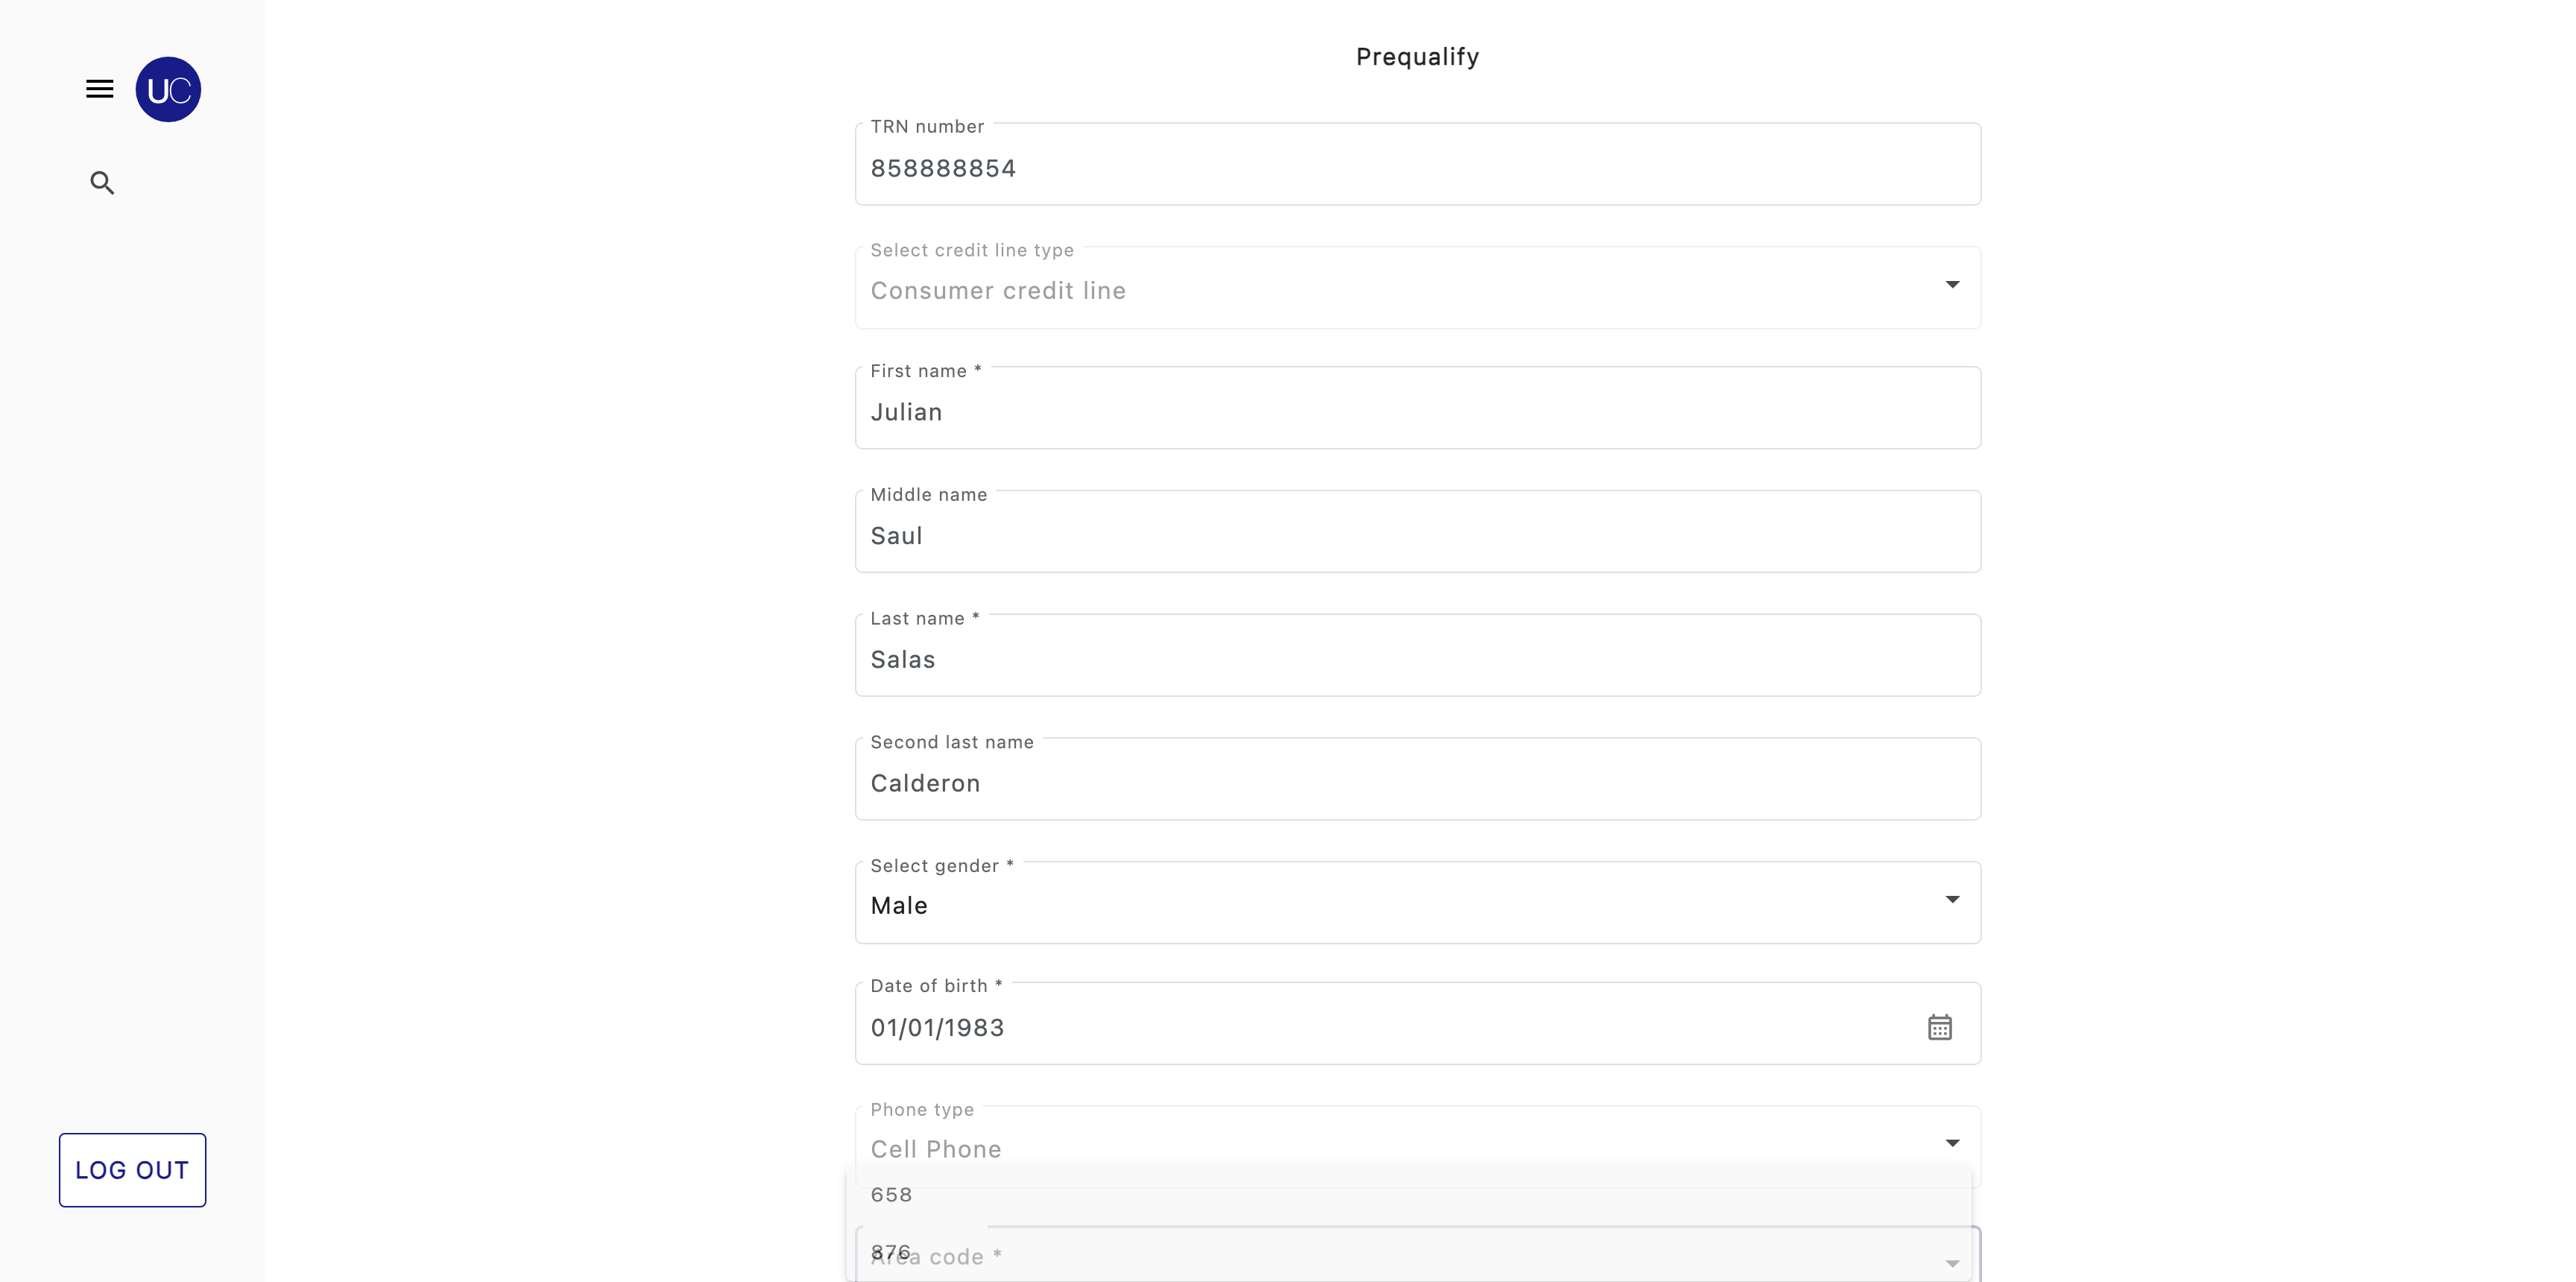 Prequalify
UC
TRN number
858888854
Select credit line type
Consumer credit line
First name *
Julian
Middle name
Saul
Last name *
Salas
Second last name
Calderon
Select gender *
Male
Date of birth *
01/01/1983
Phone type
Cell Phone
658
876
Area code *
LOG OUT